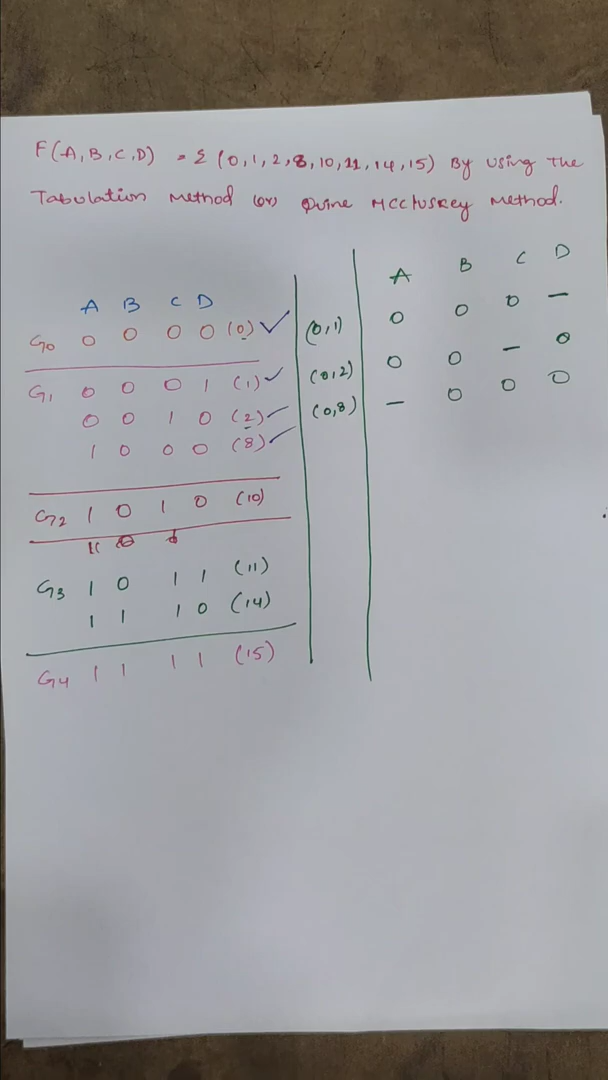 F(A,B,C,D) = Σ (0,1,2,8,10,11,14,15) By using The
Tabulation Method (or) Quine MCClUSKey Method.
A B C D
G0 0 0 0 0 (0) ✓
G1 0 0 0 1 (1) ✓
0 0 1 0 (2) ✓
1 0 0 0 (8) ✓
G2 1 0 1 0 (10)
G3 1 0 1 1 (11)
1 1 1 0 (14)
G4 1 1 1 1 (15)
A B C D
(0,1) 0 0 0 –
(0,2) 0 0 – 0
(0,8) – 0 0 0